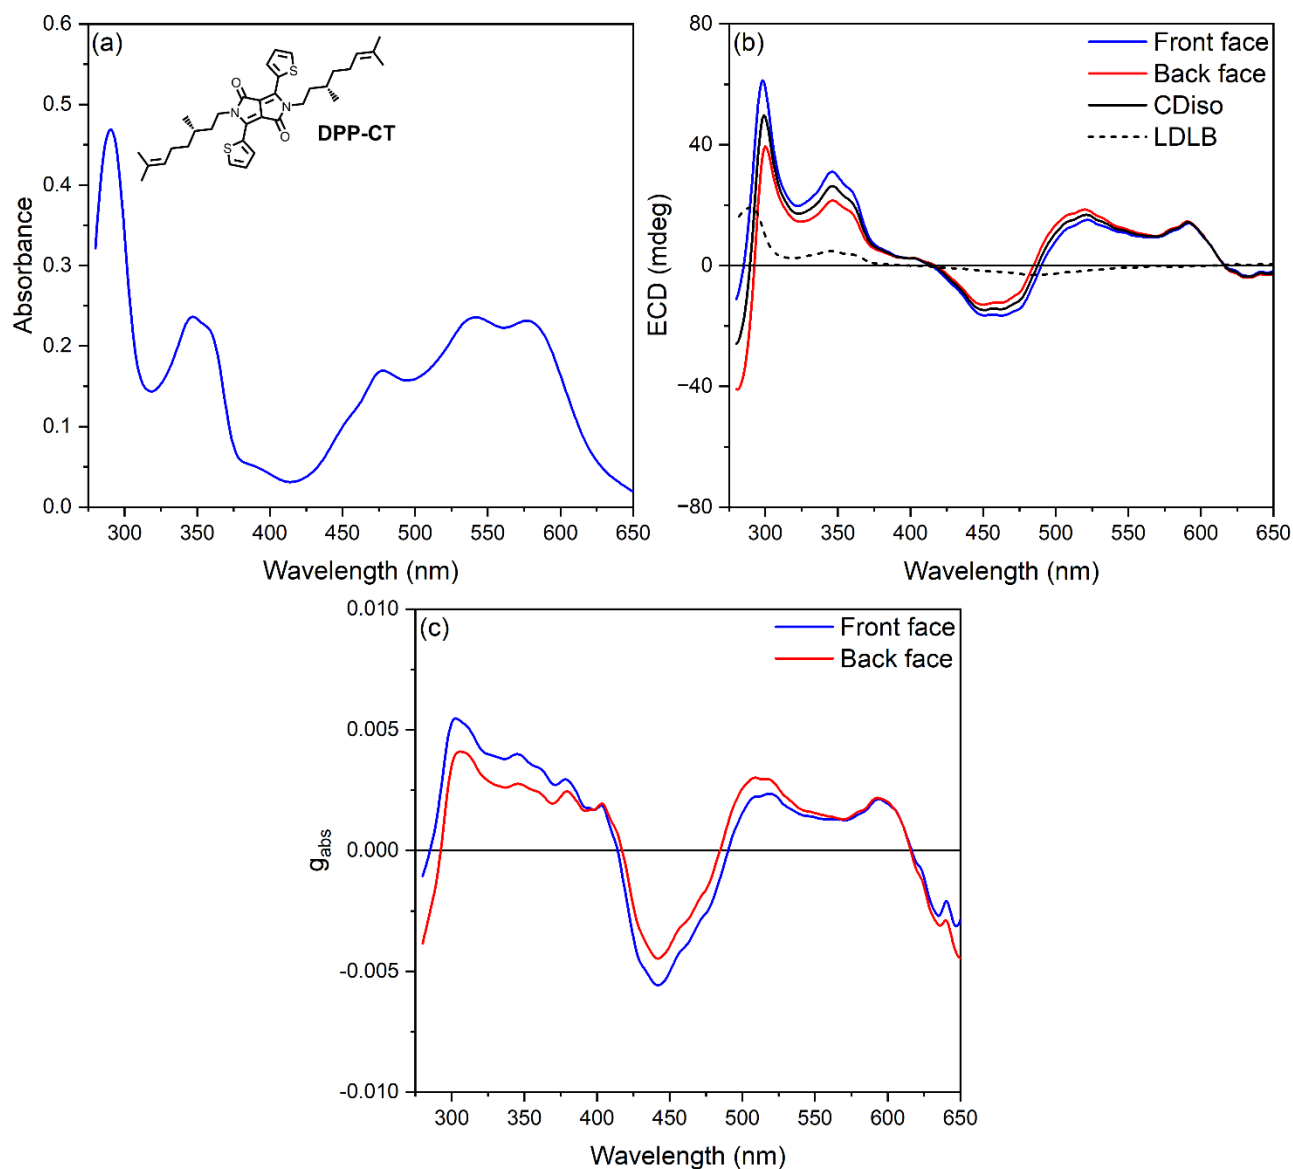 (a)
0.6
0.5
0.4
0.3
0.2
0.1
0.0
Absorbance
300 350 400 450 500 550 600 650
Wavelength (nm)
S
O
N
N
O
S
DPP-CT
(b)
Front face
Back face
CDiso
LDLB
80
40
0
−40
−80
ECD (mdeg)
300 350 400 450 500 550 600 650
Wavelength (nm)
(c)
Front face
Back face
0.010
0.005
0.000
-0.005
-0.010
gabs
300 350 400 450 500 550 600 650
Wavelength (nm)